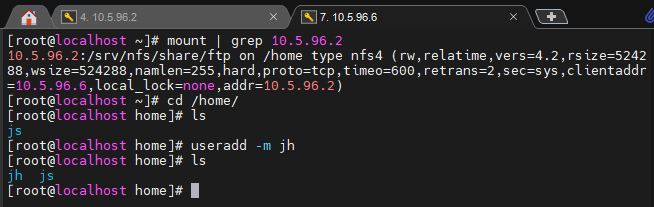 4. 10.5.96.2
7. 10.5.96.6
[root@localhost ~]# mount | grep 10.5.96.2
10.5.96.2:/srv/nfs/share/ftp on /home type nfs4 (rw,relatime,vers=4.2,rsize=5242
88,wsize=524288,namlen=255,hard,proto=tcp,timeo=600,retrans=2,sec=sys,clientaddr
=10.5.96.6,local_lock=none,addr=10.5.96.2)
[root@localhost ~]# cd /home/
[root@localhost home]# ls
js
[root@localhost home]# useradd -m jh
[root@localhost home]# ls
jh  js
[root@localhost home]#